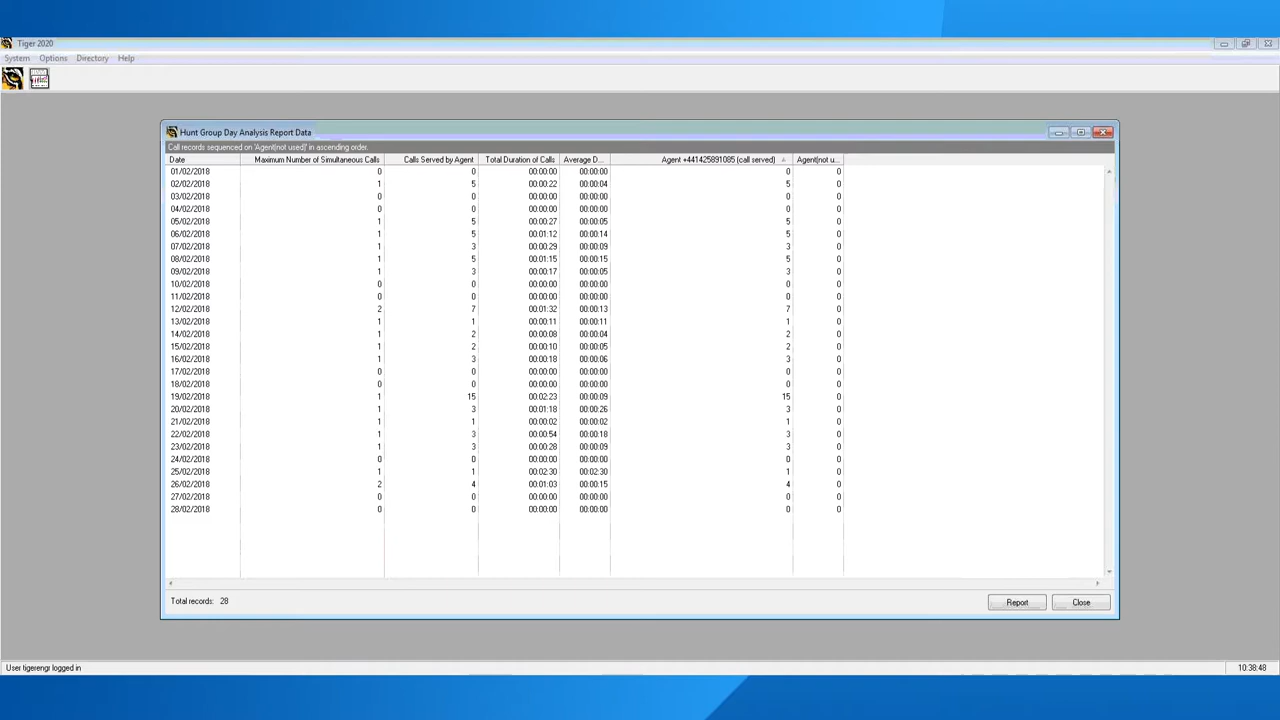 Tiger 2020
System Options Directory Help
Hunt Group Day Analysis Report Data
Call records sequenced on 'Agent(not used)' in ascending order.
Date Maximum Number of Simultaneous Calls Calls Served by Agent Total Duration of Calls Average D... Agent +441425891085 (call served) Agent(not u...
01/02/2018 0 0 00:00:00 00:00:00 0 0
02/02/2018 1 5 00:00:22 00:00:04 5 0
03/02/2018 0 0 00:00:00 00:00:00 0 0
04/02/2018 0 0 00:00:00 00:00:00 0 0
05/02/2018 1 5 00:00:27 00:00:05 5 0
06/02/2018 1 5 00:01:12 00:00:14 5 0
07/02/2018 1 3 00:00:29 00:00:09 3 0
08/02/2018 1 5 00:01:15 00:00:15 5 0
09/02/2018 1 3 00:00:17 00:00:05 3 0
10/02/2018 0 0 00:00:00 00:00:00 0 0
11/02/2018 0 0 00:00:00 00:00:00 0 0
12/02/2018 2 7 00:01:32 00:00:13 7 0
13/02/2018 1 1 00:00:11 00:00:11 1 0
14/02/2018 1 2 00:00:08 00:00:04 2 0
15/02/2018 1 2 00:00:10 00:00:05 2 0
16/02/2018 1 3 00:00:18 00:00:06 3 0
17/02/2018 0 0 00:00:00 00:00:00 0 0
18/02/2018 0 0 00:00:00 00:00:00 0 0
19/02/2018 1 15 00:02:23 00:00:09 15 0
20/02/2018 1 3 00:01:18 00:00:26 3 0
21/02/2018 1 1 00:00:02 00:00:02 1 0
22/02/2018 1 3 00:00:54 00:00:18 3 0
23/02/2018 1 3 00:00:28 00:00:09 3 0
24/02/2018 0 0 00:00:00 00:00:00 0 0
25/02/2018 1 1 00:02:30 00:02:30 1 0
26/02/2018 2 4 00:01:03 00:00:15 4 0
27/02/2018 0 0 00:00:00 00:00:00 0 0
28/02/2018 0 0 00:00:00 00:00:00 0 0
Total records: 28 Report Close
User tigerengr logged in 10:38:48